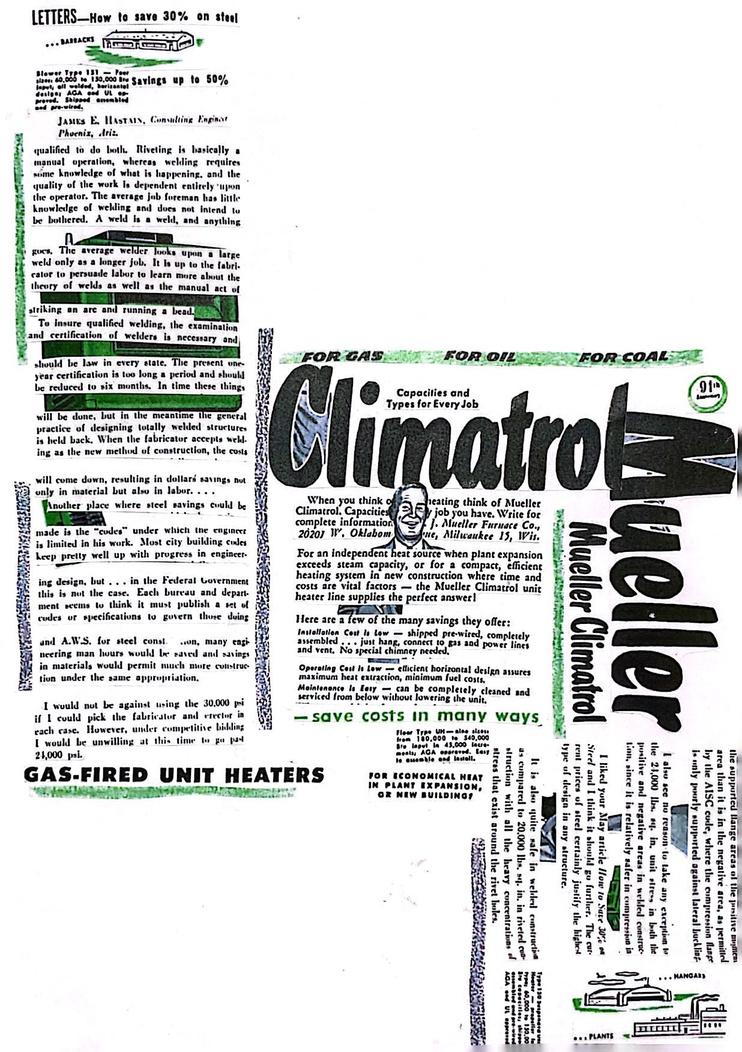 LETTERS—How to save 30% on steel
...BARRACKS
Blower Type 151 — Four
sizes: 60,000 to 150,000 Btu
input, all welded, horizontal
design; AGA and UL ap-
proved. Shipped assembled
and pre-wired.
Savings up to 50%
JAMES E. HASTAIN, Consulting Engineer
Phoenix, Ariz.
qualified to do both. Riveting is basically a
manual operation, whereas welding requires
some knowledge of what is happening, and the
quality of the work is dependent entirely upon
the operator. The average job foreman has little
knowledge of welding and does not intend to
be bothered. A weld is a weld, and anything
goes. The average welder looks upon a large
weld only as a longer job. It is up to the fabri-
cator to persuade labor to learn more about the
theory of welds as well as the manual act of
striking an arc and running a bead.
To insure qualified welding, the examination
and certification of welders is necessary and
should be law in every state. The present one-
year certification is too long a period and should
be reduced to six months. In time these things
will be done, but in the meantime the general
practice of designing totally welded structures
is held back. When the fabricator accepts weld-
ing as the new method of construction, the costs
will come down, resulting in dollars savings not
only in material but also in labor. . . .
Another place where steel savings could be
made is the "codes" under which the engineer
is limited in his work. Most city building codes
keep pretty well up with progress in engineer-
ing design, but . . . in the Federal Government
this is not the case. Each bureau and depart-
ment seems to think it must publish a set of
codes or specifications to govern those doing
and A.W.S. for steel const ion, many engi-
neering man hours would be saved and savings
in materials would permit much more construc-
tion under the same appropriation.
I would not be against using the 30,000 psi
if I could pick the fabricator and erector in
each case. However, under competitive bidding
I would be unwilling at this time to go past
24,000 psi.
GAS-FIRED UNIT HEATERS
FOR GAS FOR OIL FOR COAL
Capacities and
Types for Every Job
91th
Anniversary
Climatrol
Mueller
Mueller Climatrol
When you think o eating think of Mueller
Climatrol. Capacities job you have. Write for
complete information J. Mueller Furnace Co.,
2020J W. Oklahom ue, Milwaukee 15, Wis.
For an independent heat source when plant expansion
exceeds steam capacity, or for a compact, efficient
heating system in new construction where time and
costs are vital factors — the Mueller Climatrol unit
heater line supplies the perfect answer!
Here are a few of the many savings they offer:
Installation Cost is Low — shipped pre-wired, completely
assembled . . . just hang, connect to gas and power lines
and vent. No special chimney needed.
Operating Cost is Low — efficient horizontal design assures
maximum heat extraction, minimum fuel costs.
Maintenance is Easy — can be completely cleaned and
serviced from below without lowering the unit.
— save costs in many ways
Floor Type UH — nine sizes
from 180,000 to 540,000
Btu input in 45,000 incre-
ments, AGA approved. Easy
to assemble and install.
FOR ECONOMICAL HEAT
IN PLANT EXPANSION,
OR NEW BUILDINGS
the supported flange areas of the positive moment
area than it is in the negative area, as permitted
by the AISC code, where the compression flange
is only poorly supported against lateral buckling.
I also see no reason to take any exception to
the 24,000 lbs. sq. in. unit stress in both the
positive and negative areas in welded construc-
tion, since it is relatively safer in compression in
I liked your May article How to Save 30% on
Steel and I think it should go further. The cur-
rent prices of steel certainly justify the highest
type of design in any structure.
It is also quite safe in welded construction
as compared to 20,000 lbs. sq. in. in riveted con-
struction with all the heavy concentrations of
stress that exist around the rivet holes.
...HANGARS
...PLANTS